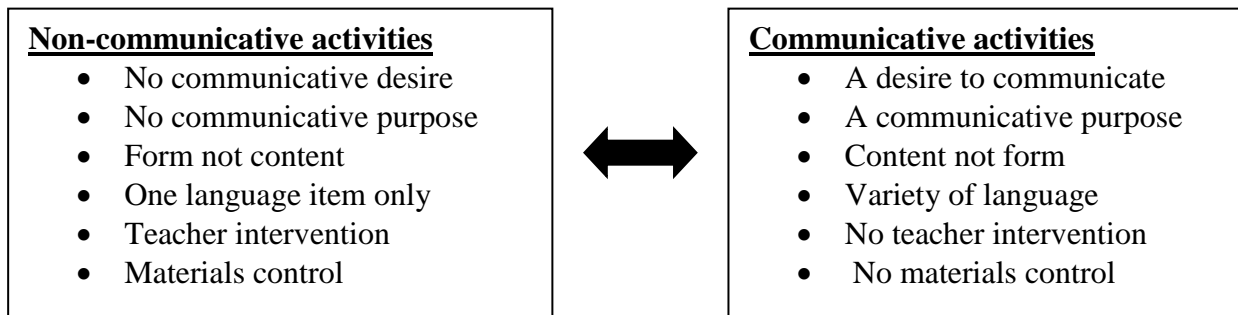 Non-communicative activities
• No communicative desire
• No communicative purpose
• Form not content
• One language item only
• Teacher intervention
• Materials control
Communicative activities
• A desire to communicate
• A communicative purpose
• Content not form
• Variety of language
• No teacher intervention
• No materials control